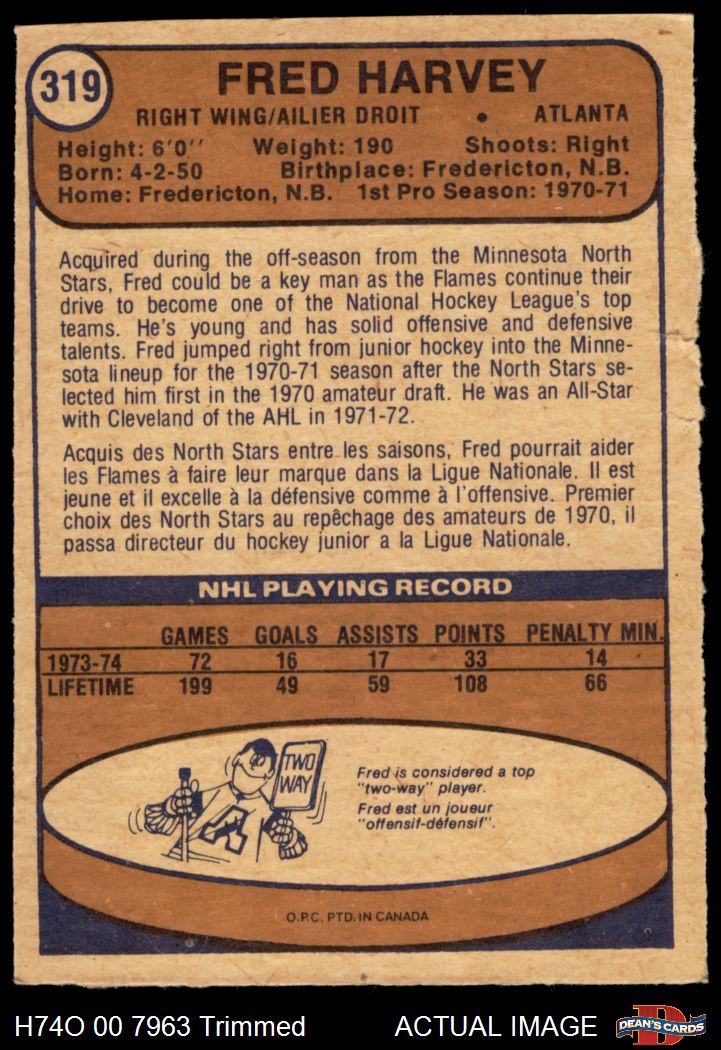 319
FRED HARVEY
RIGHT WING/AILIER DROIT • ATLANTA
Height: 6'0'' Weight: 190 Shoots: Right
Born: 4-2-50 Birthplace: Fredericton, N.B.
Home: Fredericton, N.B. 1st Pro Season: 1970-71
Acquired during the off-season from the Minnesota North
Stars, Fred could be a key man as the Flames continue their
drive to become one of the National Hockey League's top
teams. He's young and has solid offensive and defensive
talents. Fred jumped right from junior hockey into the Minne-
sota lineup for the 1970-71 season after the North Stars se-
lected him first in the 1970 amateur draft. He was an All-Star
with Cleveland of the AHL in 1971-72.
Acquis des North Stars entre les saisons, Fred pourrait aider
les Flames à faire leur marque dans la Ligue Nationale. Il est
jeune et il excelle à la défensive comme à l'offensive. Premier
choix des North Stars au repêchage des amateurs de 1970, il
passa directeur du hockey junior a la Ligue Nationale.
NHL PLAYING RECORD
GAMES GOALS ASSISTS POINTS PENALTY MIN.
1973-74 72 16 17 33 14
LIFETIME 199 49 59 108 66
TWO
WAY
A
Fred is considered a top
"two-way" player.
Fred est un joueur
"offensif-défensif".
O.P.C. PTD. IN CANADA
H74O 00 7963 Trimmed ACTUAL IMAGE
D
DEAN'S CARDS